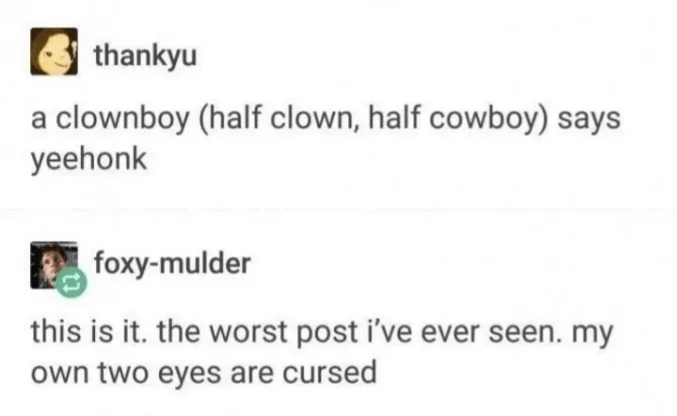 thankyu
a clownboy (half clown, half cowboy) says
yeehonk
foxy-mulder
this is it. the worst post i've ever seen. my
own two eyes are cursed